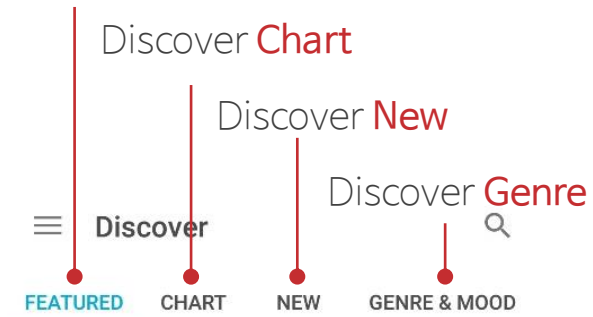 Discover Chart
Discover New
Discover Genre
Discover
FEATURED CHART NEW GENRE & MOOD